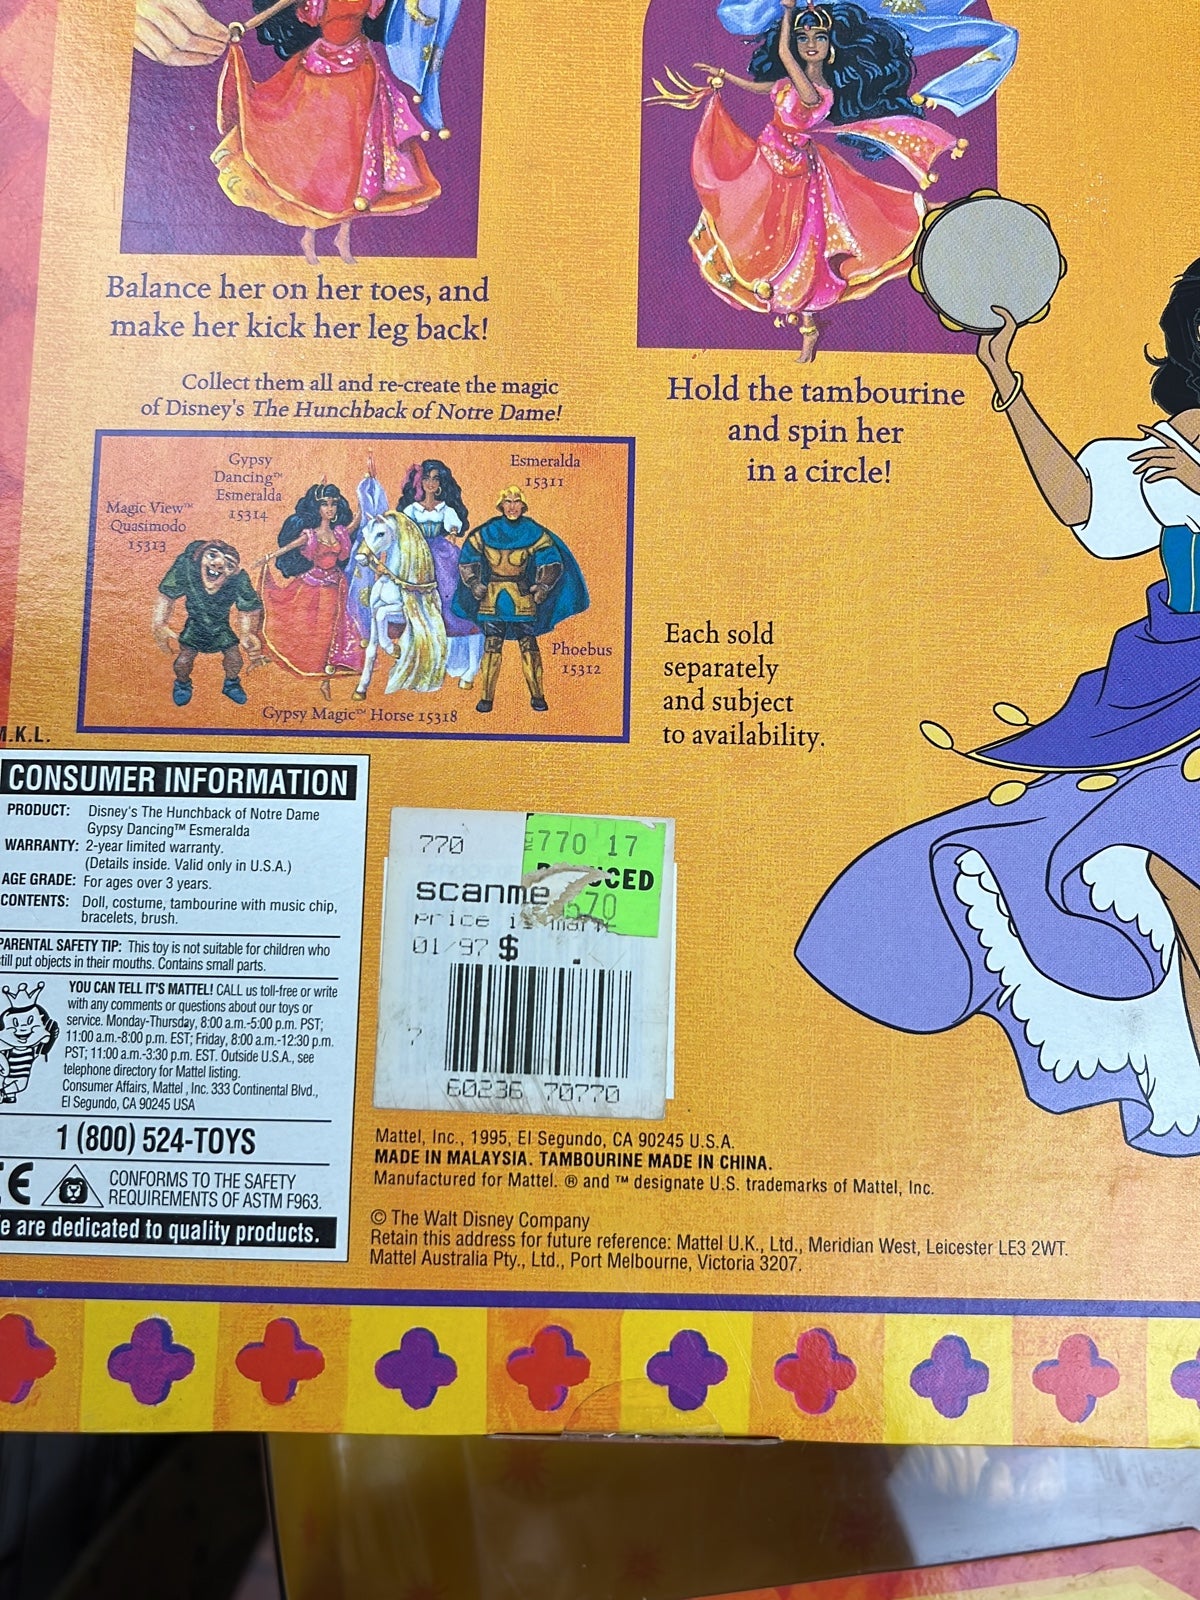 Balance her on her toes, and
make her kick her leg back!
Hold the tambourine
and spin her
in a circle!
Collect them all and re-create the magic
of Disney's The Hunchback of Notre Dame!
Magic View™
Quasimodo
15313
Gypsy
Dancing™
Esmeralda
15314
Esmeralda
15311
Phoebus
15312
Gypsy Magic™ Horse 15318
Each sold
separately
and subject
to availability.
M.K.L.
CONSUMER INFORMATION
PRODUCT: Disney's The Hunchback of Notre Dame
Gypsy Dancing™ Esmeralda
WARRANTY: 2-year limited warranty.
(Details inside. Valid only in U.S.A.)
AGE GRADE: For ages over 3 years.
CONTENTS: Doll, costume, tambourine with music chip,
bracelets, brush.
PARENTAL SAFETY TIP: This toy is not suitable for children who
still put objects in their mouths. Contains small parts.
YOU CAN TELL IT'S MATTEL! CALL us toll-free or write
with any comments or questions about our toys or
service. Monday-Thursday, 8:00 a.m.-5:00 p.m. PST;
11:00 a.m.-8:00 p.m. EST; Friday, 8:00 a.m.-12:30 p.m.
PST; 11:00 a.m.-3:30 p.m. EST. Outside U.S.A., see
telephone directory for Mattel listing.
Consumer Affairs, Mattel, Inc. 333 Continental Blvd.,
El Segundo, CA 90245 USA
1 (800) 524-TOYS
CE
CONFORMS TO THE SAFETY
REQUIREMENTS OF ASTM F963.
We are dedicated to quality products.
770
770 17
scanme
CED
70
Price is
01/97 $
7
60236 70770
Mattel, Inc., 1995, El Segundo, CA 90245 U.S.A.
MADE IN MALAYSIA. TAMBOURINE MADE IN CHINA.
Manufactured for Mattel. ® and ™ designate U.S. trademarks of Mattel, Inc.
© The Walt Disney Company
Retain this address for future reference: Mattel U.K., Ltd., Meridian West, Leicester LE3 2WT.
Mattel Australia Pty., Ltd., Port Melbourne, Victoria 3207.